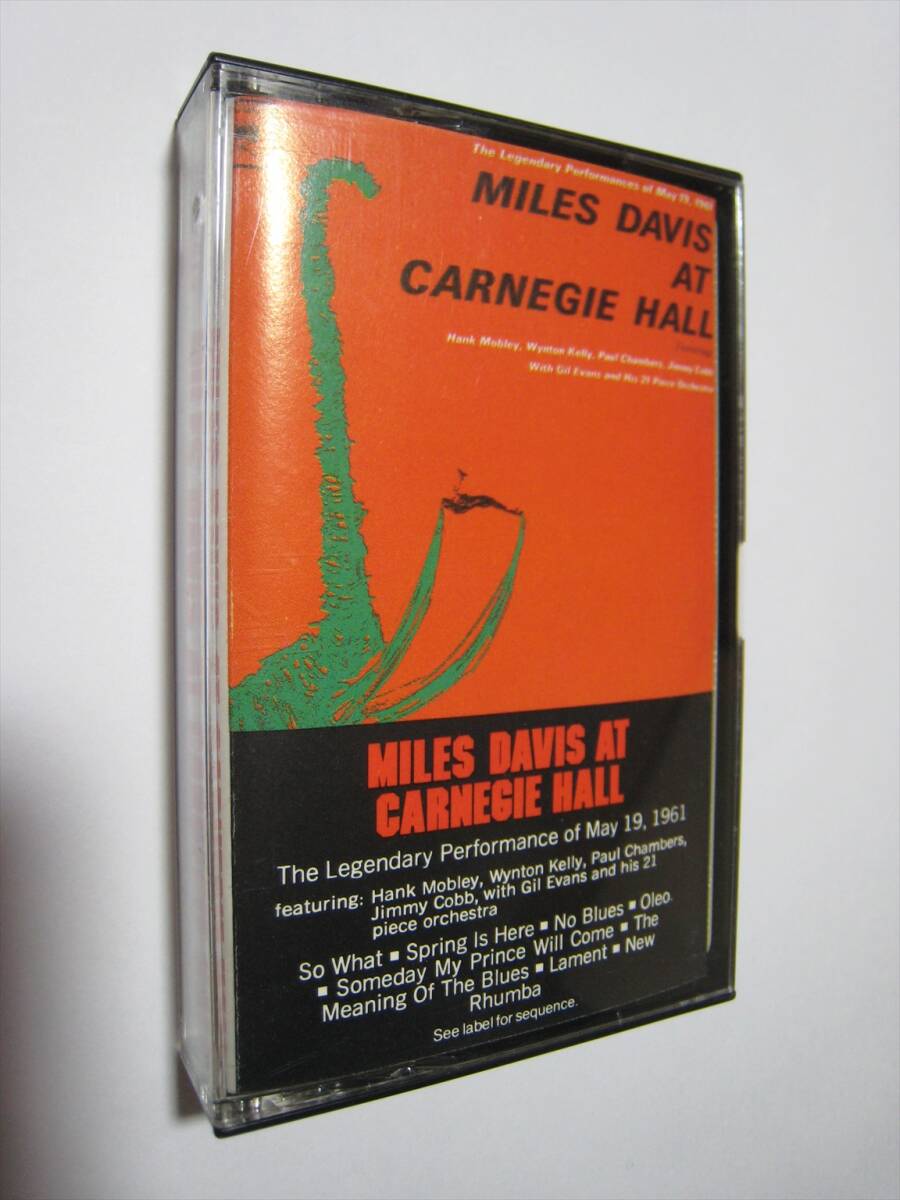 The Legendary Performances of May 19, 1961
MILES DAVIS
AT
CARNEGIE HALL
Featuring
Hank Mobley, Wynton Kelly, Paul Chambers, Jimmy Cobb
With Gil Evans and His 21 Piece Orchestra
MILES DAVIS AT
CARNEGIE HALL
The Legendary Performance of May 19, 1961
featuring: Hank Mobley, Wynton Kelly, Paul Chambers,
Jimmy Cobb, with Gil Evans and his 21
piece orchestra
So What ▪ Spring Is Here ▪ No Blues ▪ Oleo
▪ Someday My Prince Will Come ▪ The
Meaning Of The Blues ▪ Lament ▪ New
Rhumba
See label for sequence.